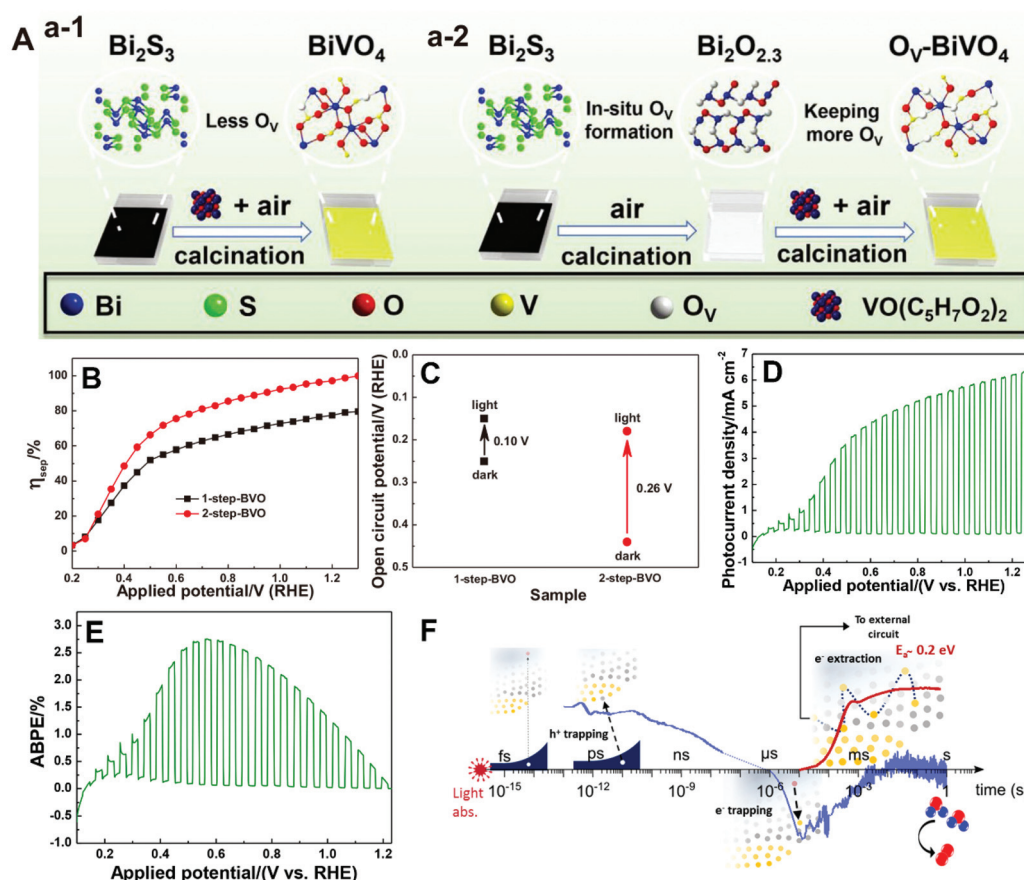 A
a-1
Bi2S3
BiVO4
Less OV
+ air
calcination
a-2
Bi2S3
Bi2O2.3
OV-BiVO4
In-situ OV
formation
Keeping
more OV
air
calcination
+ air
calcination
Bi
S
O
V
OV
VO(C5H7O2)2
B
ηsep/%
100
80
60
40
20
0
1-step-BVO
2-step-BVO
0.2 0.4 0.6 0.8 1.0 1.2
Applied potential/V (RHE)
C
Open circuit potential/V (RHE)
0.0
0.1
0.2
0.3
0.4
0.5
light
0.10 V
dark
light
0.26 V
dark
1-step-BVO 2-step-BVO
Sample
D
Photocurrent density/mA cm-2
7
6
5
4
3
2
1
0
-1
0.2 0.4 0.6 0.8 1.0 1.2
Applied potential/(V vs. RHE)
E
ABPE/%
3.0
2.5
2.0
1.5
1.0
0.5
0.0
-0.5
-1.0
0.2 0.4 0.6 0.8 1.0 1.2
Applied potential/(V vs. RHE)
F
To external
circuit
e- extraction
Ea~ 0.2 eV
h+ trapping
fs ps ns μs ms s
Light
abs.
10-15 10-12 10-9 10-6 10-3 1 time (s
e- trapping